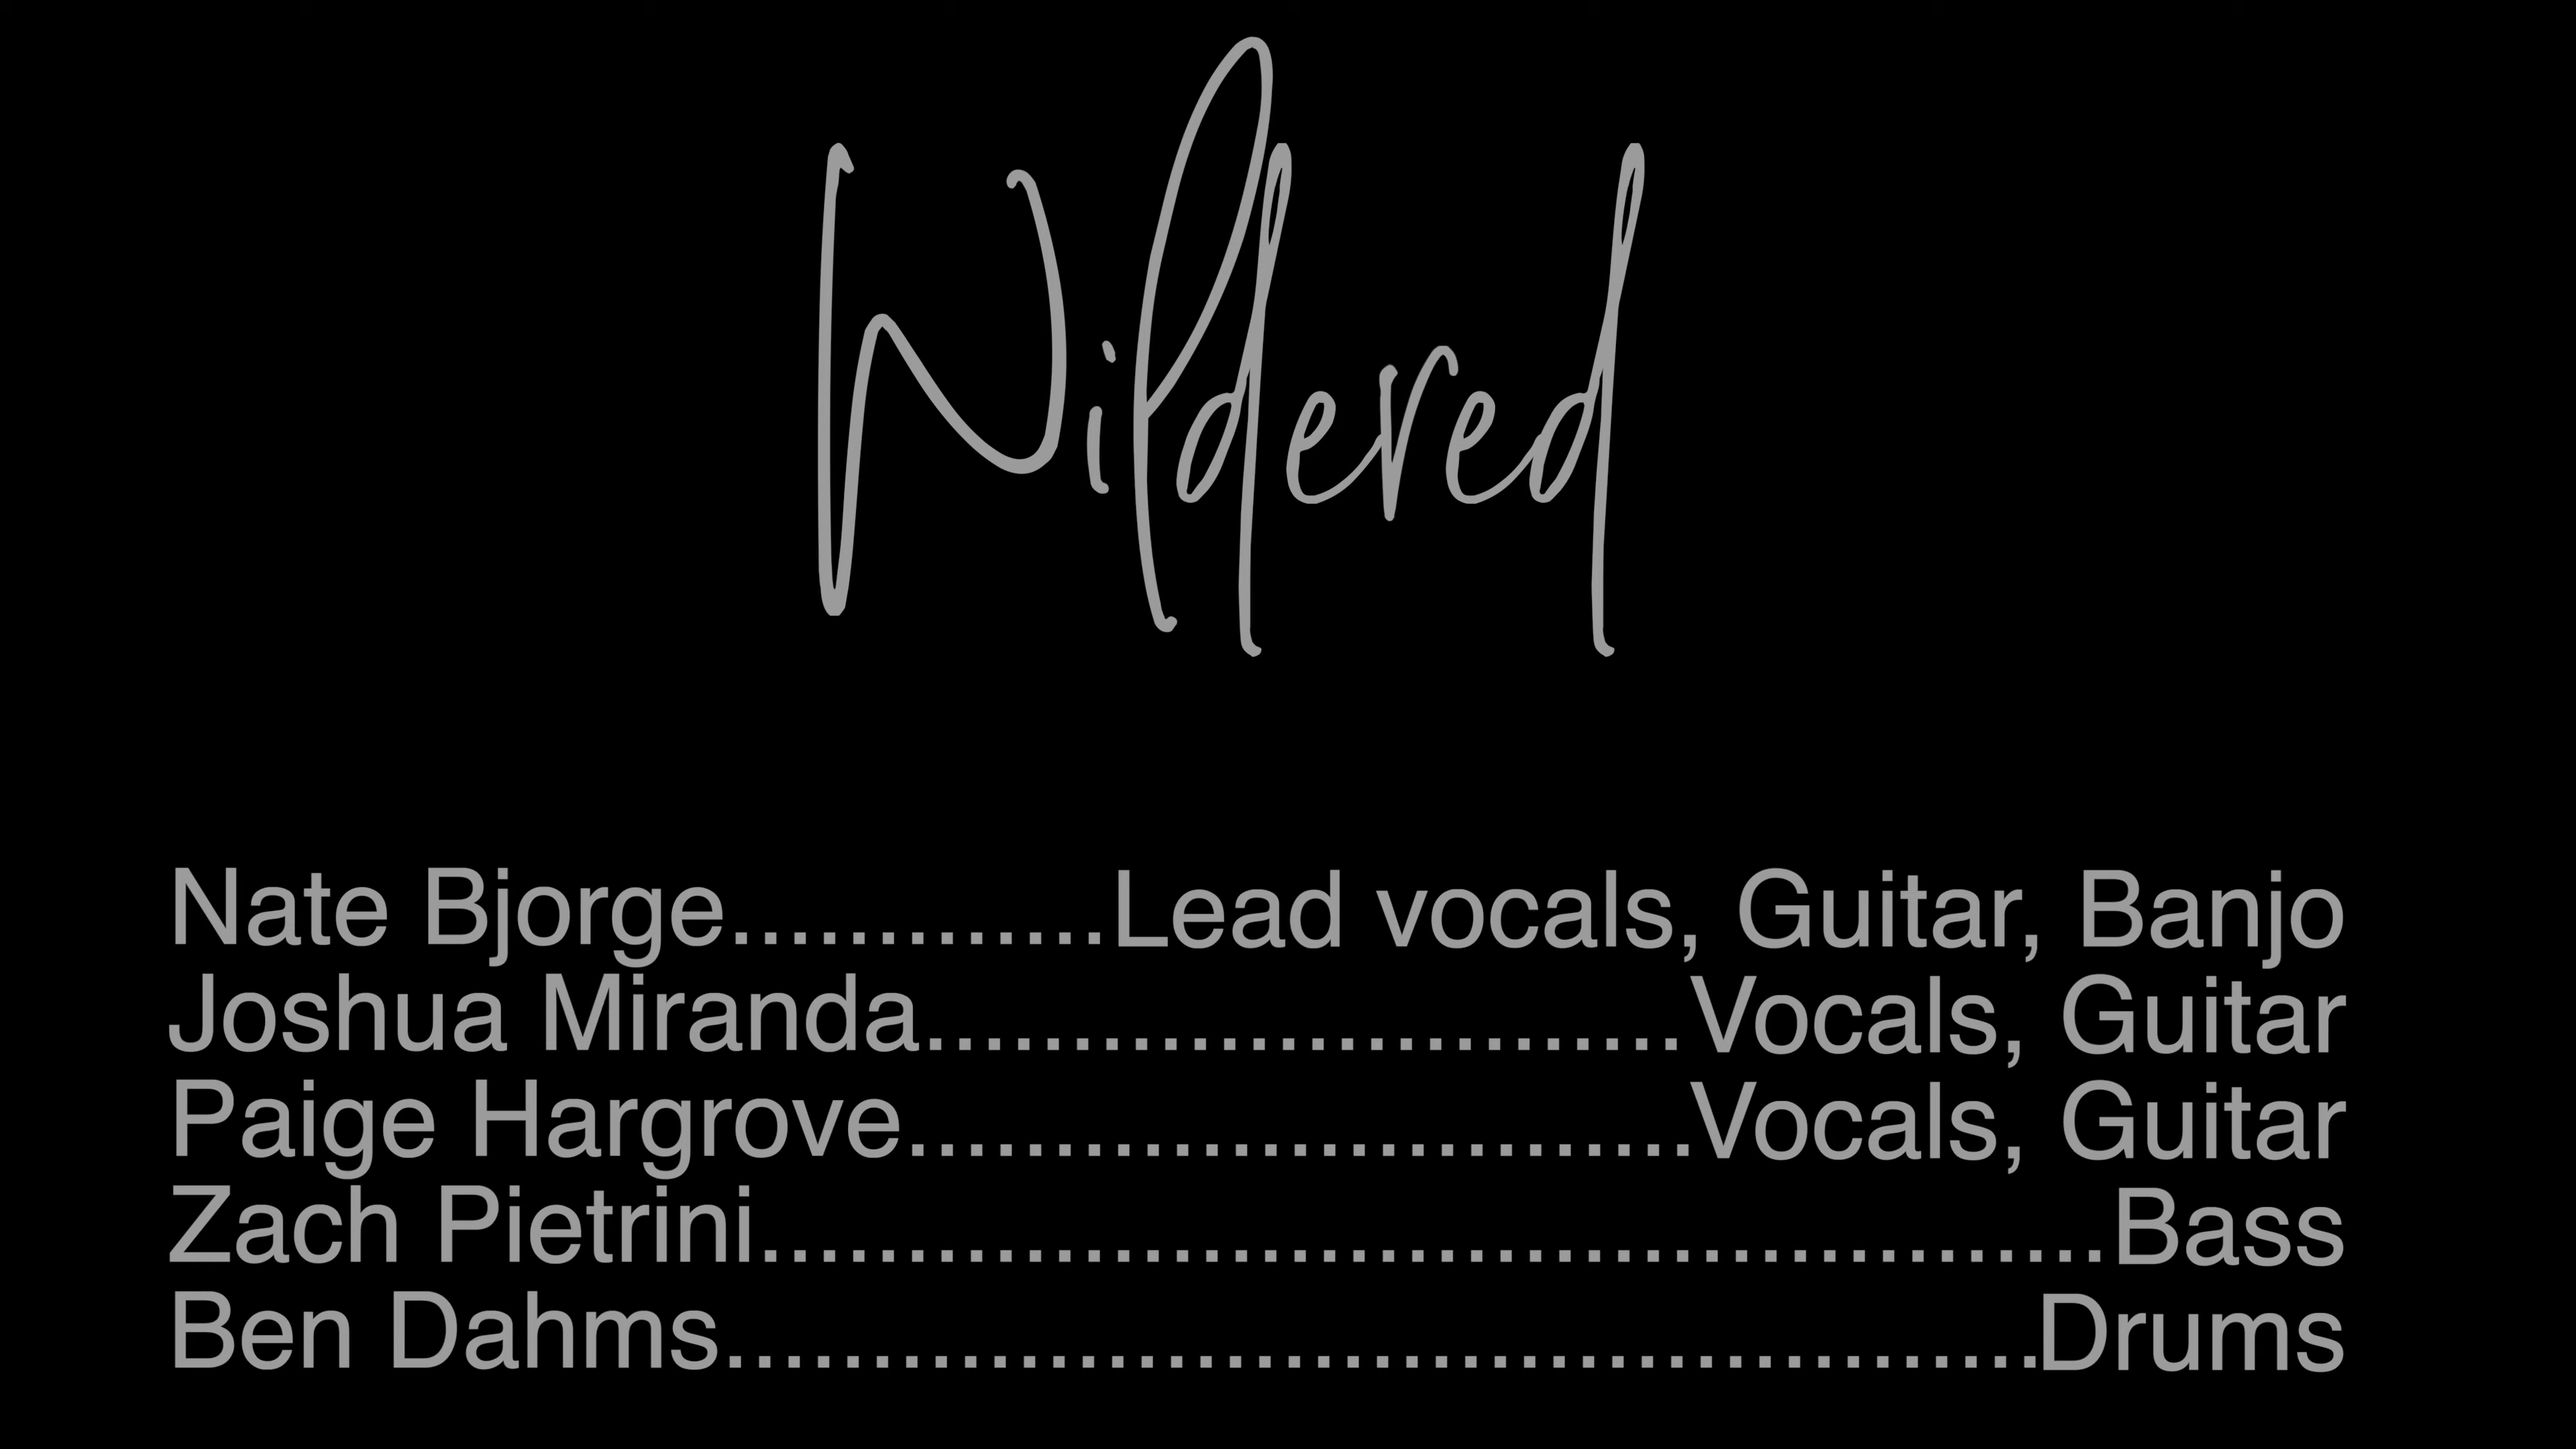 Wildered
Nate Bjorge.............Lead vocals, Guitar, Banjo
Joshua Miranda..........................Vocals, Guitar
Paige Hargrove...........................Vocals, Guitar
Zach Pietrini..............................................Bass
Ben Dahms.............................................Drums